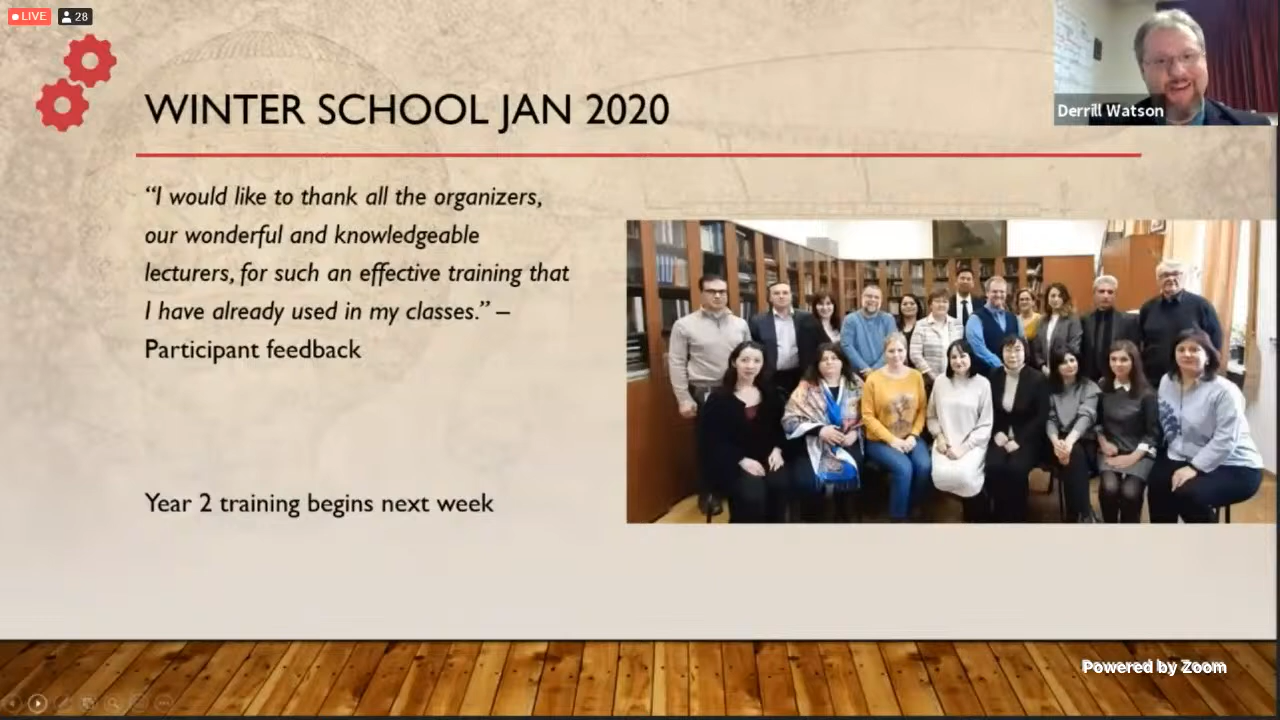 LIVE
28
WINTER SCHOOL JAN 2020
Derrill Watson
“I would like to thank all the organizers,
our wonderful and knowledgeable
lecturers, for such an effective training that
I have already used in my classes.” –
Participant feedback
Year 2 training begins next week
Powered by Zoom